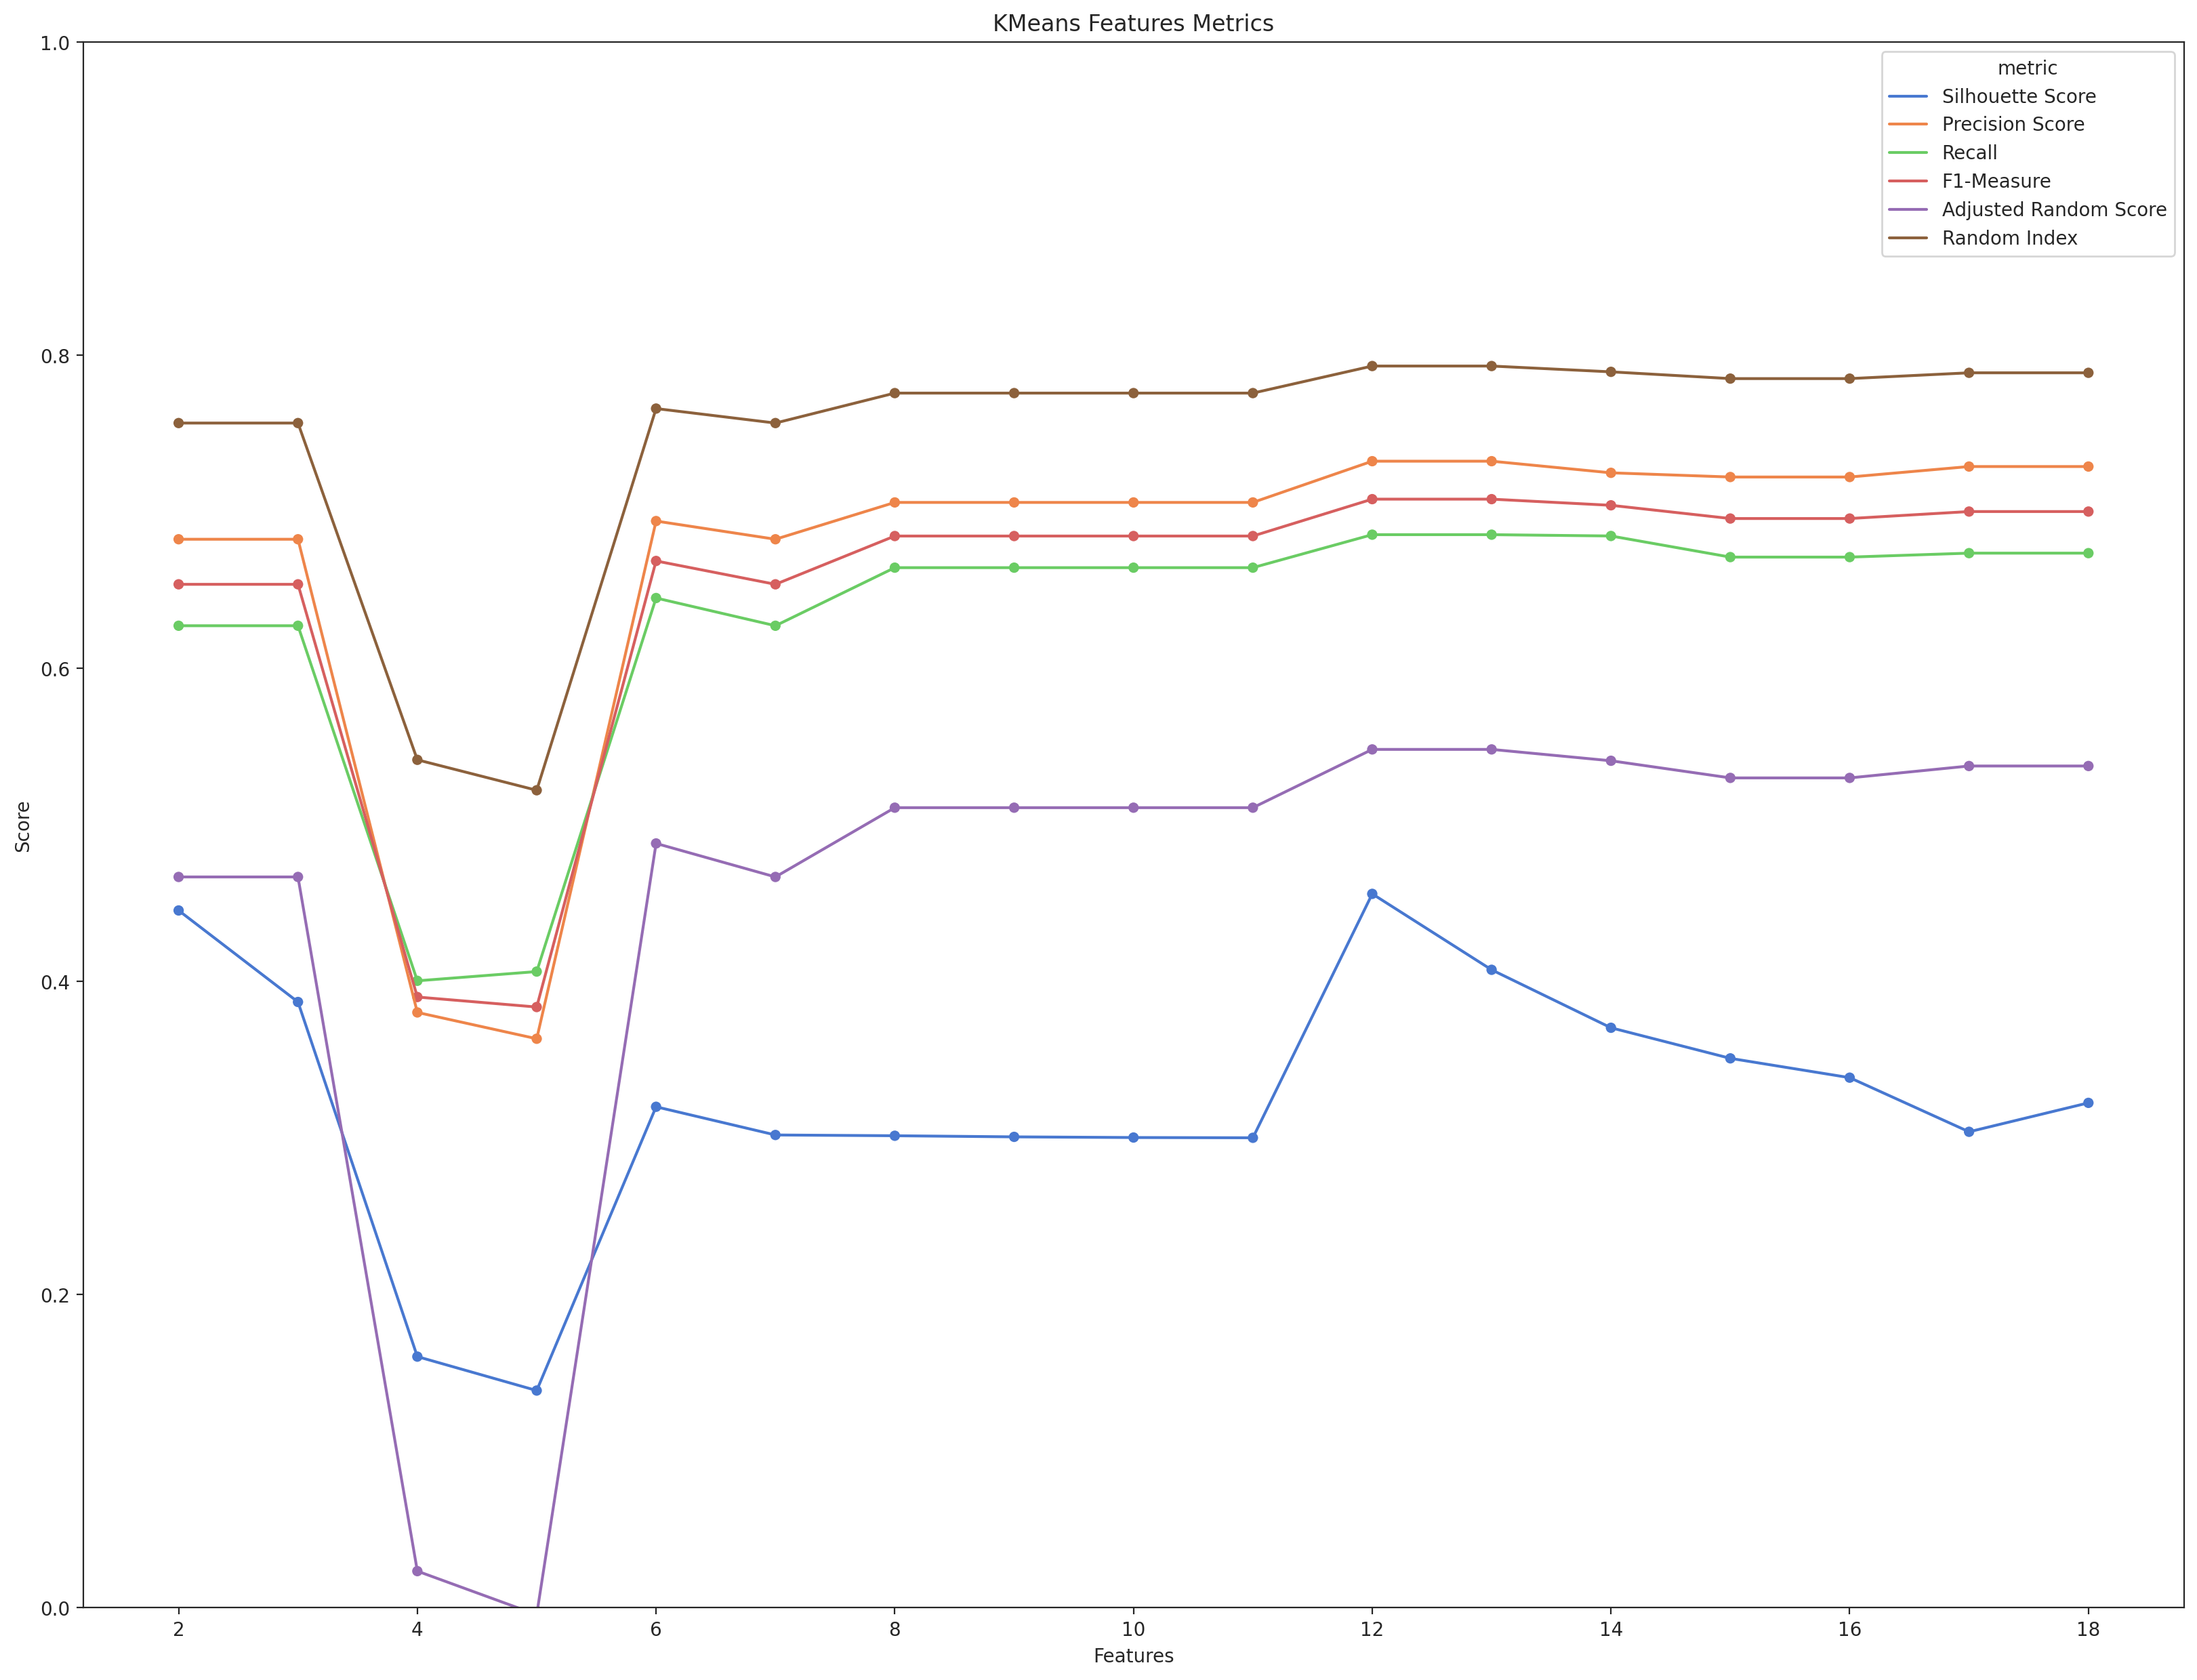 KMeans Features Metrics
1.0
0.8
0.6
0.4
0.2
0.0
Score
metric
Silhouette Score
Precision Score
Recall
F1-Measure
Adjusted Random Score
Random Index
2 4 6 8 10 12 14 16 18
Features